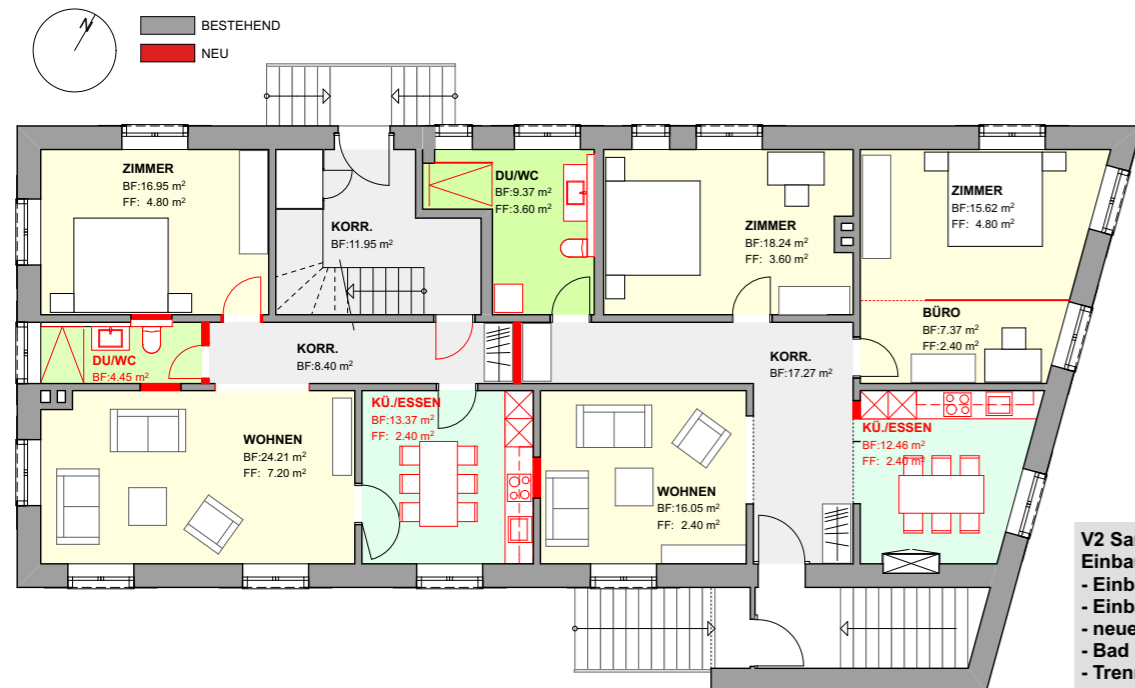 N
BESTEHEND
NEU
ZIMMER
BF:16.95 m²
FF: 4.80 m²
KORR.
BF:11.95 m²
DU/WC
BF:9.37 m²
FF:3.60 m²
ZIMMER
BF:18.24 m²
FF: 3.60 m²
ZIMMER
BF:15.62 m²
FF: 4.80 m²
BÜRO
BF:7.37 m²
FF:2.40 m²
DU/WC
BF:4.45 m²
KORR.
BF:8.40 m²
KORR.
BF:17.27 m²
WOHNEN
BF:24.21 m²
FF: 7.20 m²
KÜ./ESSEN
BF:13.37 m²
FF: 2.40 m²
WOHNEN
BF:16.05 m²
FF: 2.40 m²
KÜ./ESSEN
BF:12.46 m²
FF: 2.40 m²
V2 Sa
Einba
- Einb
- Einb
- neue
- Bad
- Tren